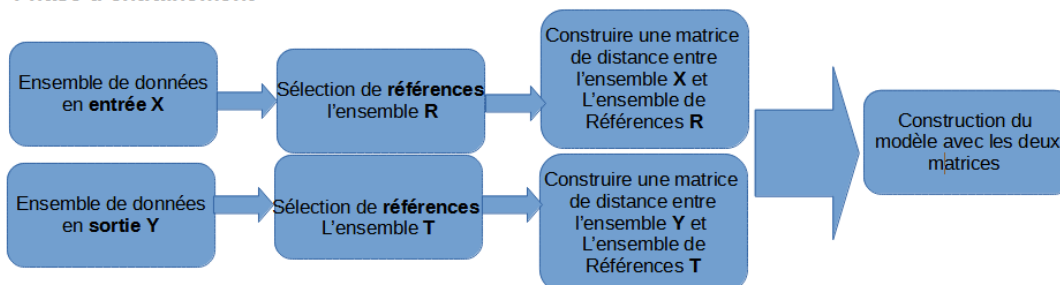 Ensemble de données
en entrée X
Sélection de références
l'ensemble R
Construire une matrice
de distance entre
l'ensemble X et
L'ensemble de
Références R
Construction du
modèle avec les deux
matrices
Ensemble de données
en sortie Y
Sélection de références
L'ensemble T
Construire une matrice
de distance entre
l'ensemble Y et
L'ensemble de
Références T